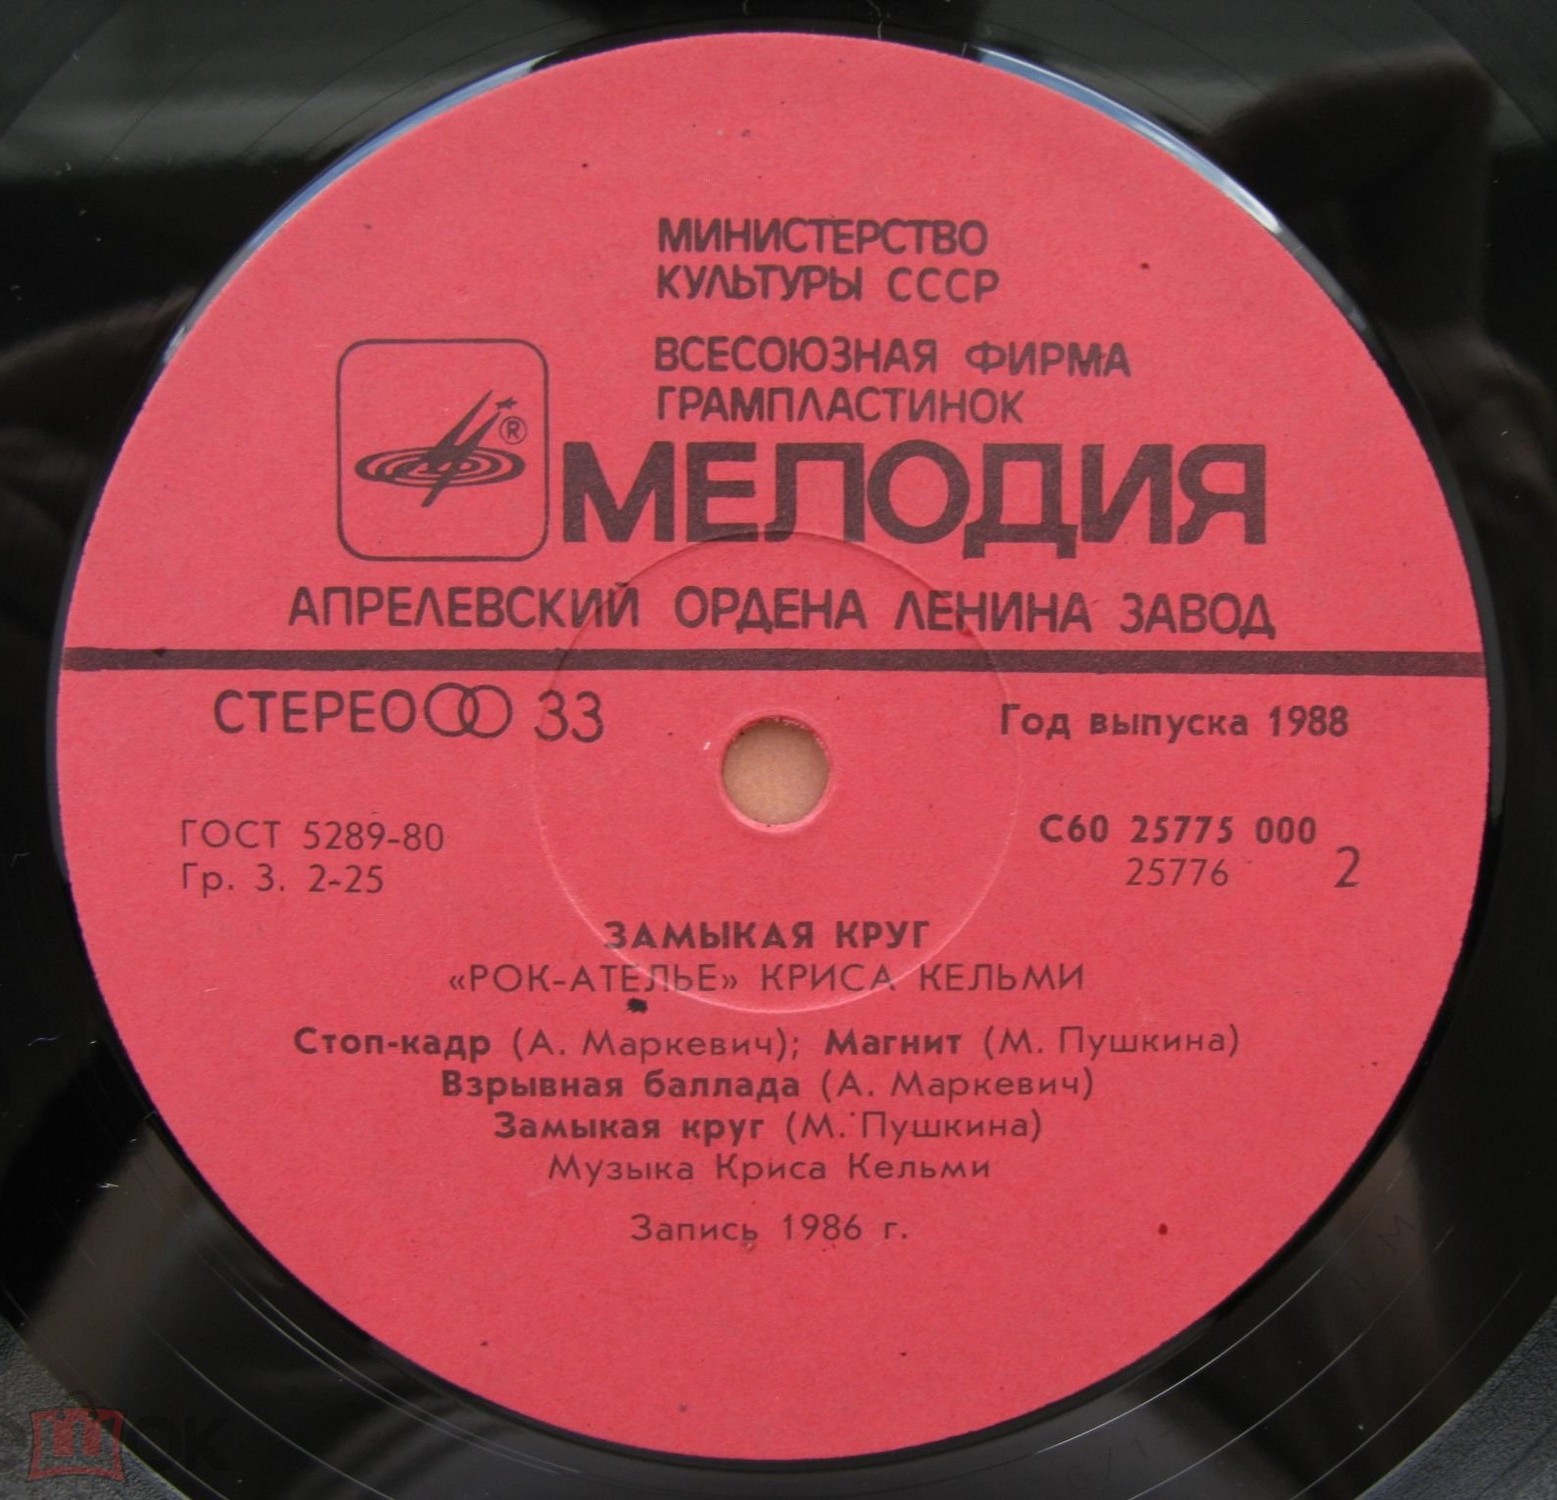 МИНИСТЕРСТВО
КУЛЬТУРЫ СССР
ВСЕСОЮЗНАЯ ФИРМА
ГРАМПЛАСТИНОК
®
МЕЛОДИЯ
АПРЕЛЕВСКИЙ ОРДЕНА ЛЕНИНА ЗАВОД
СТЕРЕО 33
Год выпуска 1988
ГОСТ 5289-80
Гр. 3. 2-25
С60 25775 000
25776 2
ЗАМЫКАЯ КРУГ
«РОК-АТЕЛЬЕ» КРИСА КЕЛЬМИ
Стоп-кадр (А. Маркевич); Магнит (М. Пушкина)
Взрывная баллада (А. Маркевич)
Замыкая круг (М. Пушкина)
Музыка Криса Кельми
Запись 1986 г.